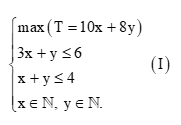 max(T = 10x + 8y)
3x + y ≤ 6
x + y ≤ 4
(I)
x ∈ N, y ∈ N.